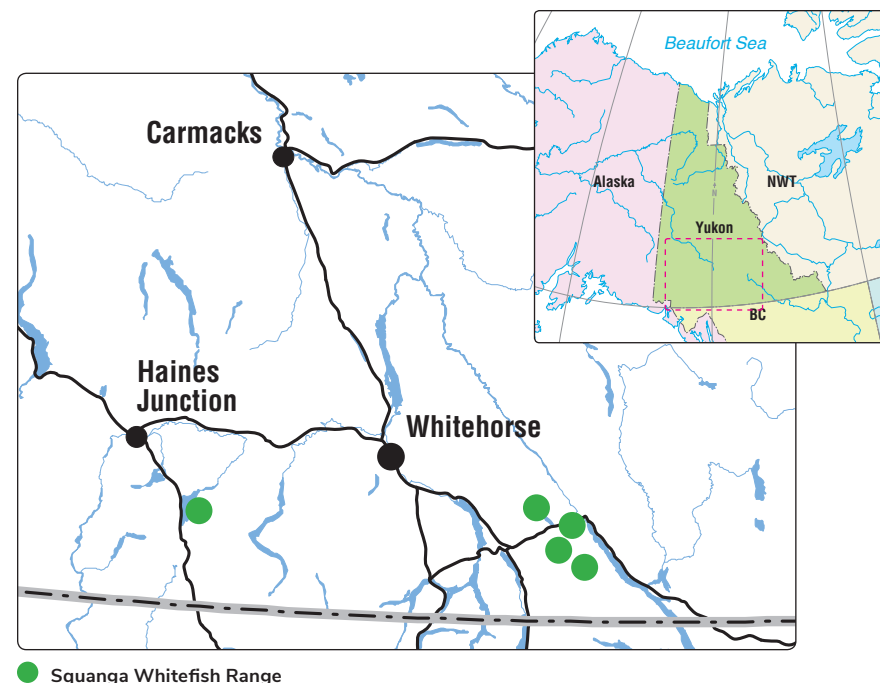 Beaufort Sea
Alaska
NWT
Yukon
N
BC
Carmacks
Haines
Junction
Whitehorse
Squanga Whitefish Range